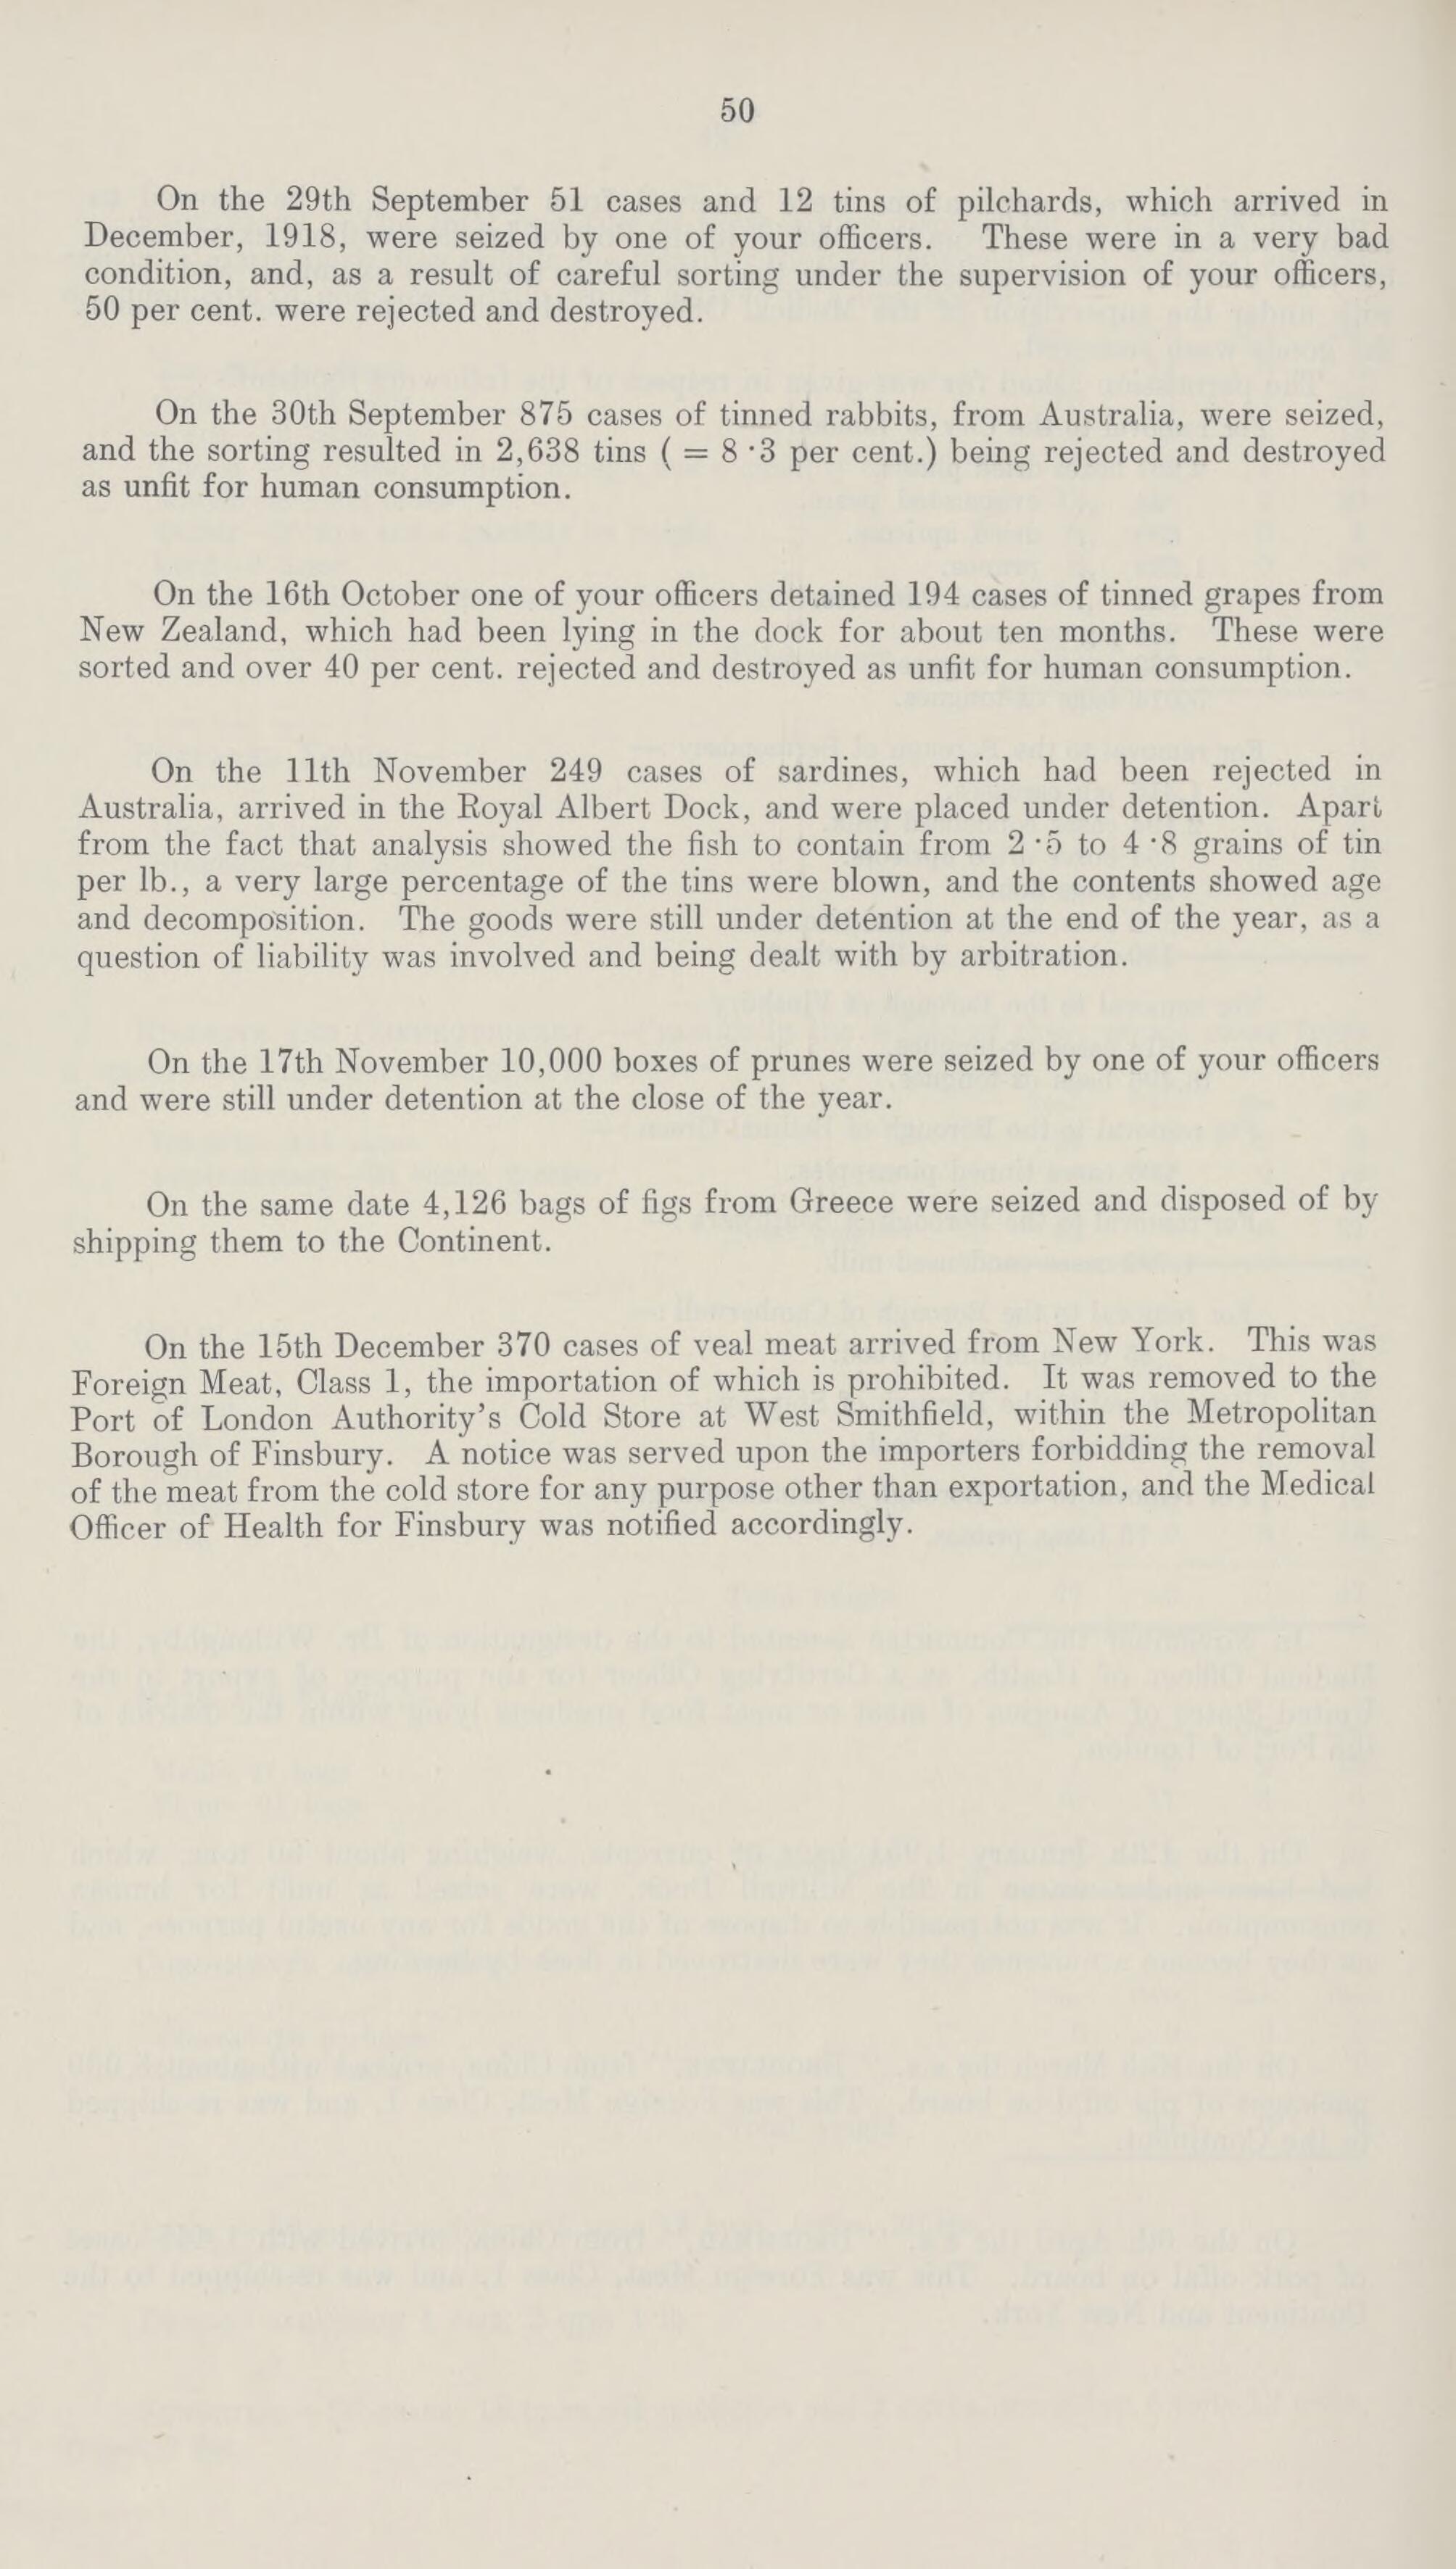 50
On the 29th September 51 cases and 12 tins of pilchards, which arrived in
December, 1918, were seized by one of your officers. These were in a very bad
condition, and, as a result of careful sorting under the supervision of your officers,
50 per cent. were rejected and destroyed.
On the 30th September 875 cases of tinned rabbits, from Australia, were seized,
and the sorting resulted in 2,638 tins ( = 8·3 per cent.) being rejected and destroyed
as unfit for human consumption.
On the 16th October one of your officers detained 194 cases of tinned grapes from
New Zealand, which had been lying in the dock for about ten months. These were
sorted and over 40 per cent. rejected and destroyed as unfit for human consumption.
On the 11th November 249 cases of sardines, which had been rejected in
Australia, arrived in the Royal Albert Dock, and were placed under detention. Apart
from the fact that analysis showed the fish to contain from 2·5 to 4·8 grains of tin
per lb., a very large percentage of the tins were blown, and the contents showed age
and decomposition. The goods were still under detention at the end of the year, as a
question of liability was involved and being dealt with by arbitration.
On the 17th November 10,000 boxes of prunes were seized by one of your officers
and were still under detention at the close of the year.
On the same date 4,126 bags of figs from Greece were seized and disposed of by
shipping them to the Continent.
On the 15th December 370 cases of veal meat arrived from New York. This was
Foreign Meat, Class 1, the importation of which is prohibited. It was removed to the
Port of London Authority's Cold Store at West Smithfield, within the Metropolitan
Borough of Finsbury. A notice was served upon the importers forbidding the removal
of the meat from the cold store for any purpose other than exportation, and the Medical
Officer of Health for Finsbury was notified accordingly.